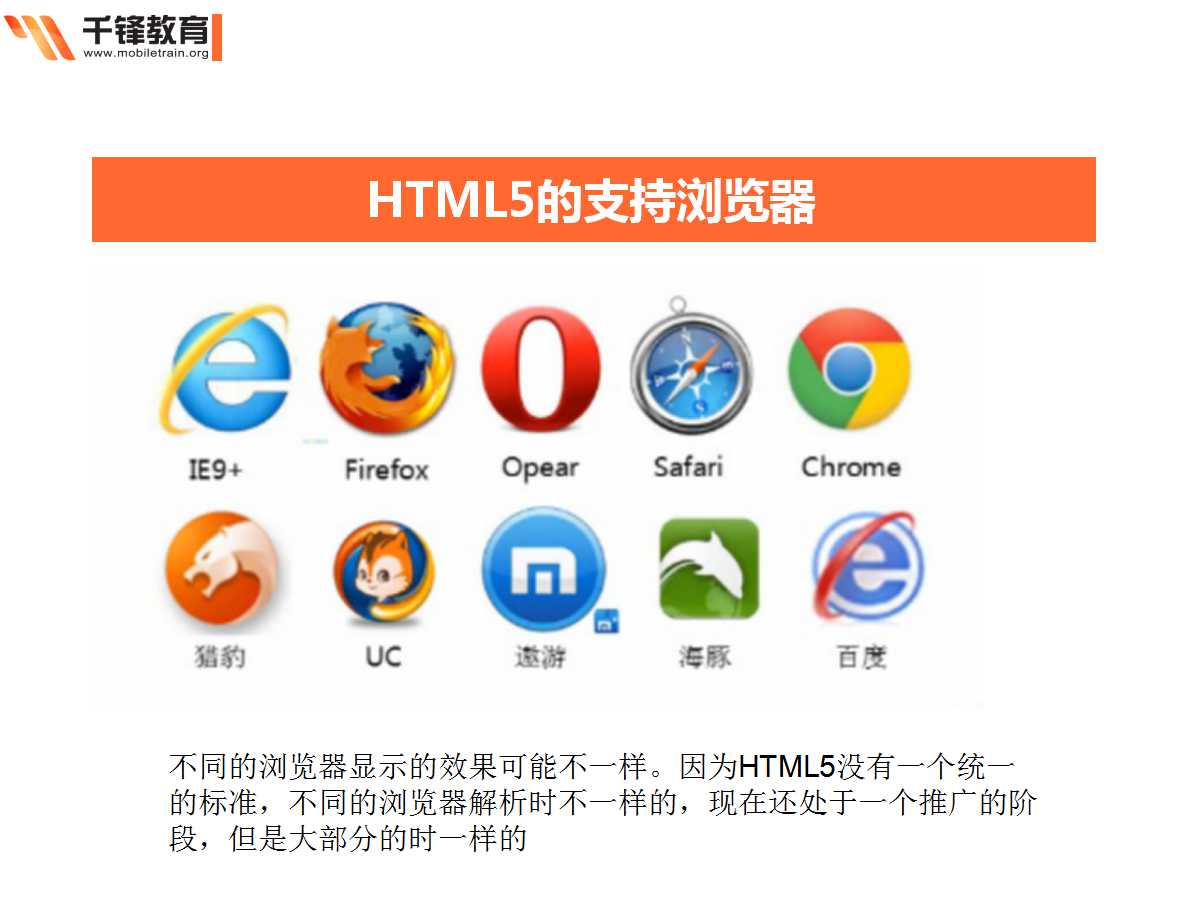 千锋教育
www.mobiletrain.org
HTML5的支持浏览器
IE9+
Firefox
Opear
Safari
Chrome
猎豹
UC
遨游
海豚
百度
不同的浏览器显示的效果可能不一样。因为HTML5没有一个统一
的标准，不同的浏览器解析时不一样的，现在还处于一个推广的阶
段，但是大部分的时一样的